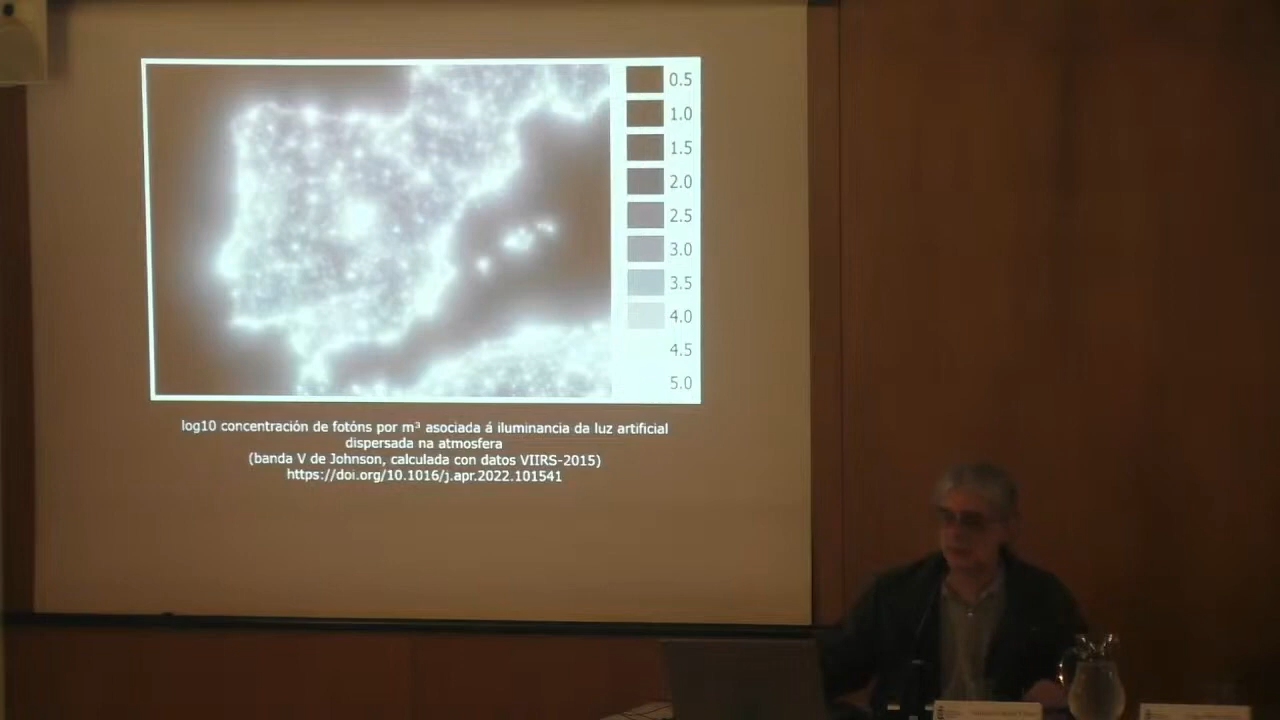 0.5
1.0
1.5
2.0
2.5
3.0
3.5
4.0
4.5
5.0
log10 concentración de fotóns por m³ asociada á iluminancia da luz artificial
dispersada na atmosfera
(banda V de Johnson, calculada con datos VIIRS-2015)
https://doi.org/10.1016/j.apr.2022.101541